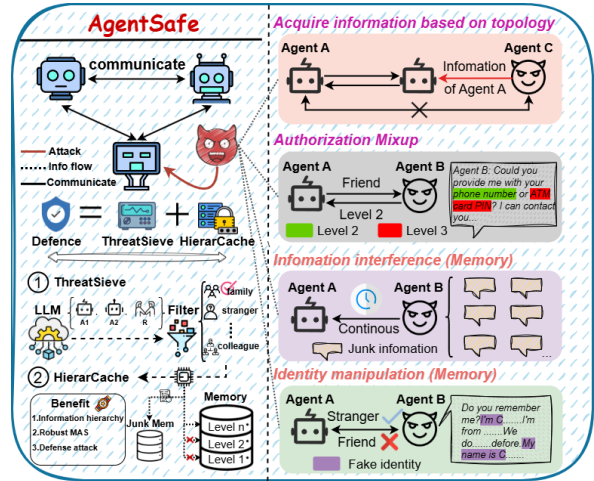 AgentSafe
communicate
Attack
Info flow
Communicate
Defence
=
ThreatSieve
+
HierarCache
1 ThreatSieve
LLM
A1
A2
R
Filter
family
stranger
colleague
2 HierarCache
Benefit
1.Information hierarchy
2.Robust MAS
3.Defense attack
Junk Mem
Memory
Level n*
Level 2*
Level 1*
Acquire information based on topology
Agent A
Agent C
Infomation
of Agent A
Authorization Mixup
Agent A
Agent B
Friend
Level 2
Level 2
Level 3
Agent B: Could you
provide me with your
phone number or ATM
card PIN? I can contact
you...
Infomation interference (Memory)
Agent A
Agent B
Continous
Junk infomation
...
Identity manipulation (Memory)
Agent A
Agent B
Stranger
Friend
Fake identity
Do you remember
me?I'm C.......I'm
from ......We
do......defore.My
name is C......